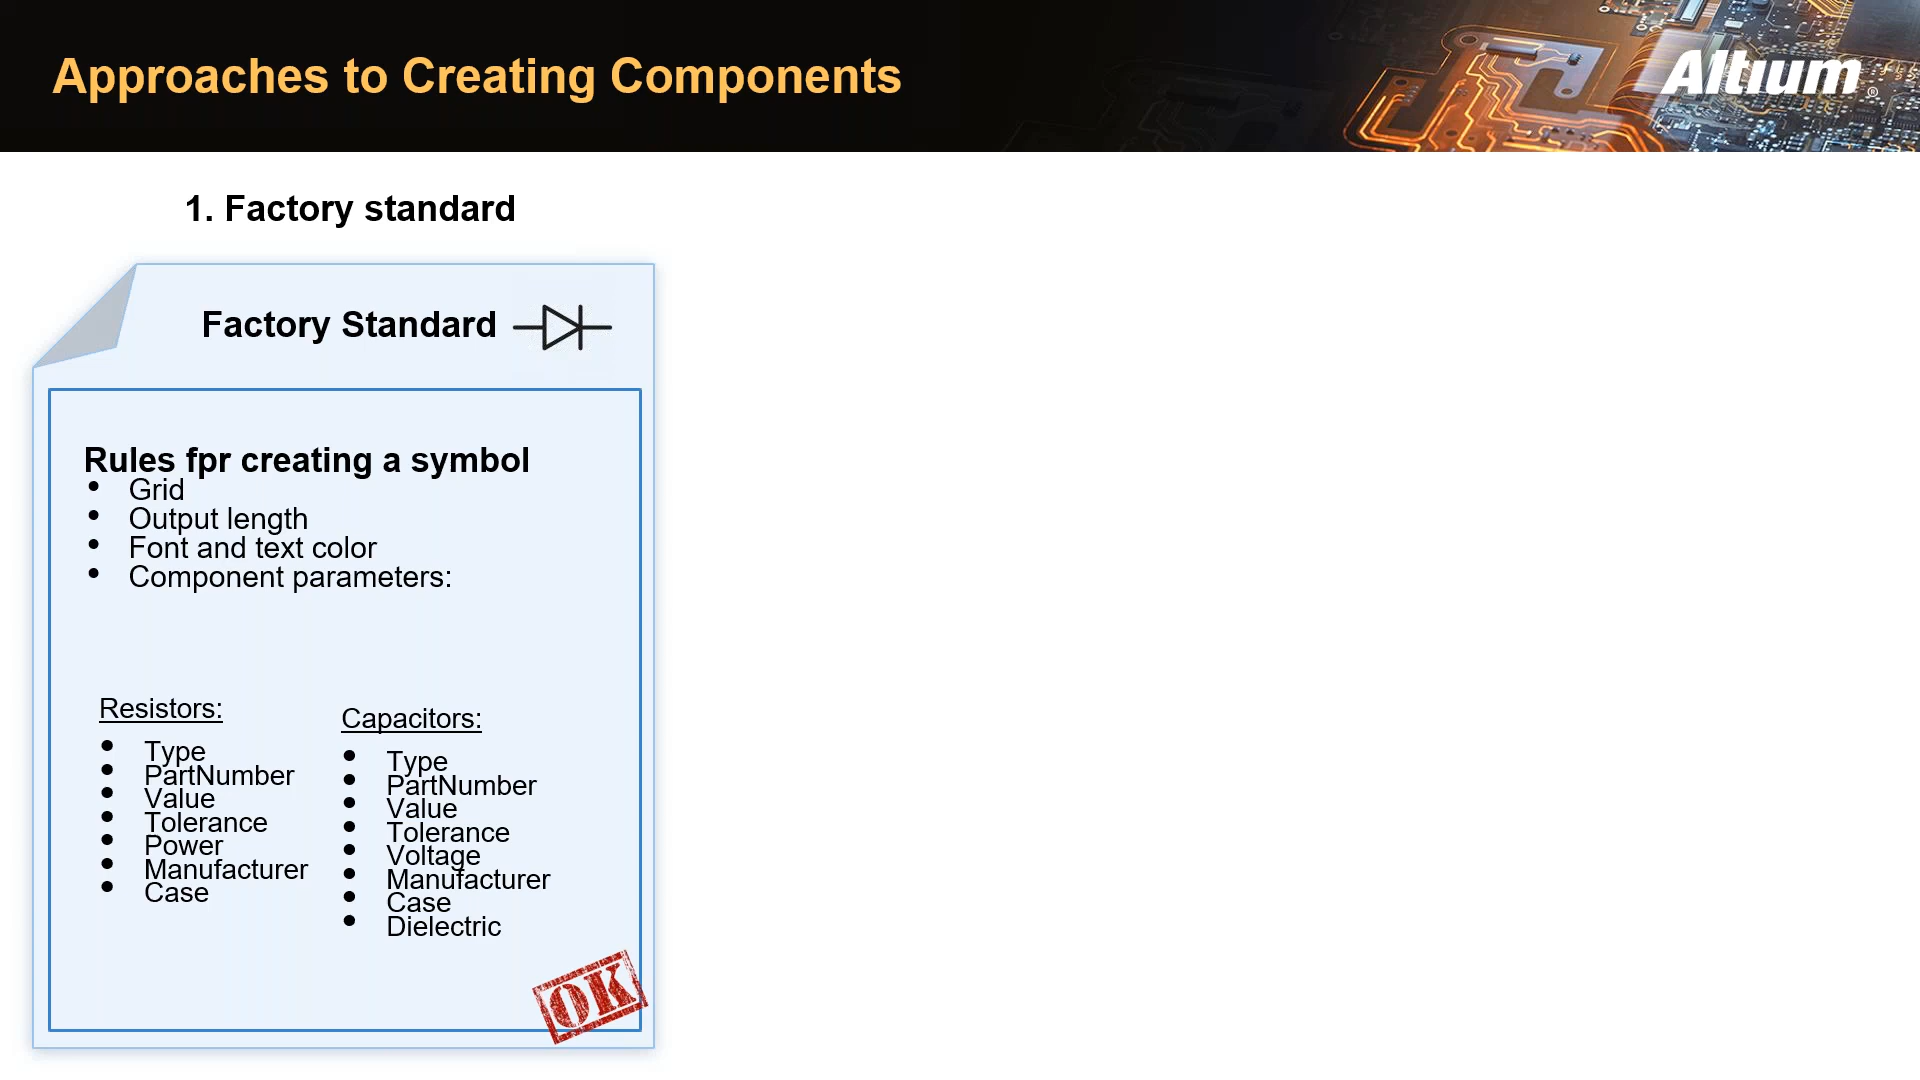 Approaches to Creating Components
Altium®
1. Factory standard
Factory Standard
Rules fpr creating a symbol
• Grid
• Output length
• Font and text color
• Component parameters:
Resistors:
• Type
• PartNumber
• Value
• Tolerance
• Power
• Manufacturer
• Case
Capacitors:
• Type
• PartNumber
• Value
• Tolerance
• Voltage
• Manufacturer
• Case
• Dielectric
OK